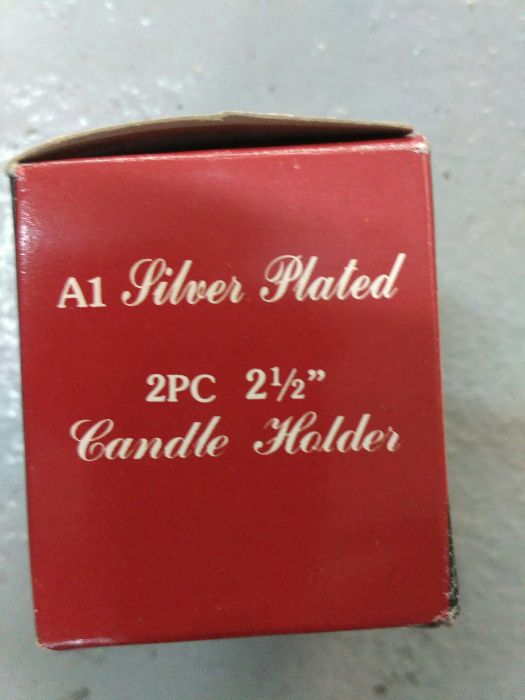 A1 Silver Plated
2PC 2½”
Candle Holder